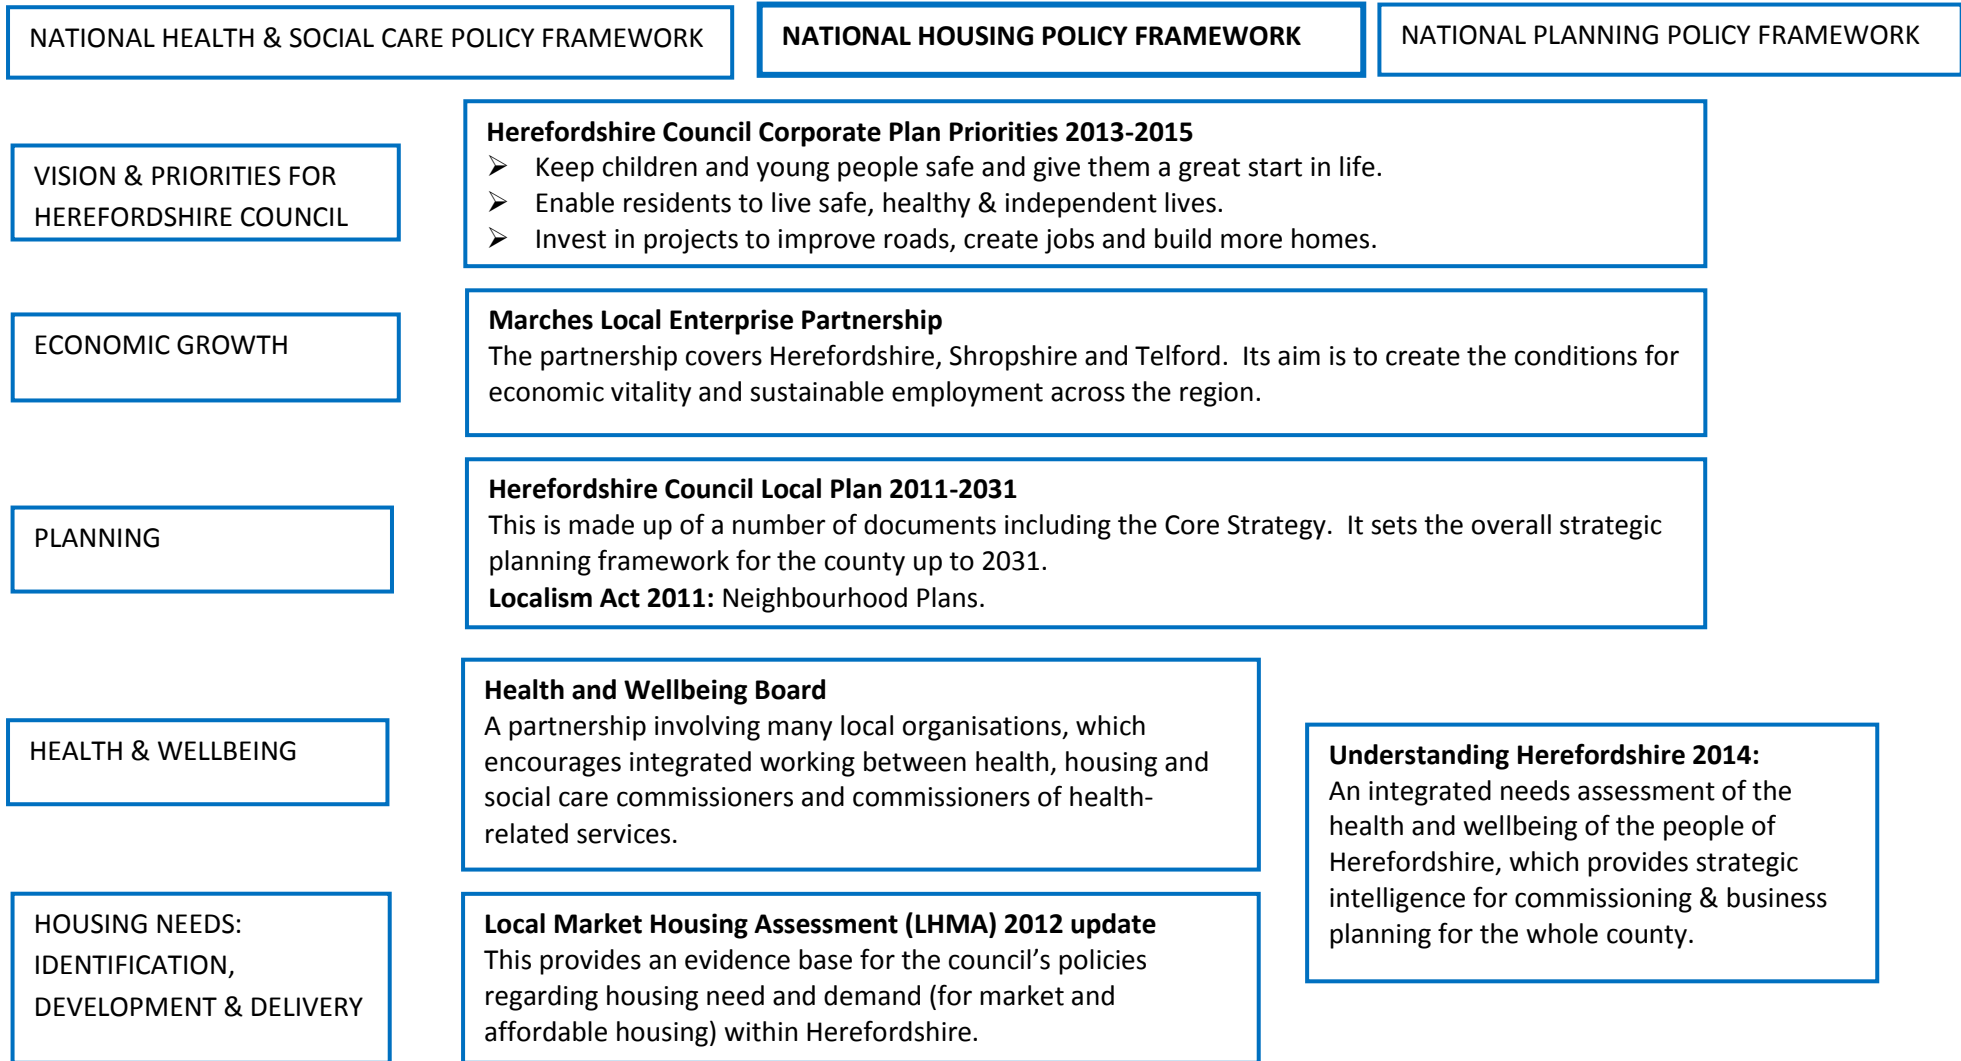 NATIONAL HEALTH & SOCIAL CARE POLICY FRAMEWORK
NATIONAL HOUSING POLICY FRAMEWORK
NATIONAL PLANNING POLICY FRAMEWORK
VISION & PRIORITIES FOR
HEREFORDSHIRE COUNCIL
Herefordshire Council Corporate Plan Priorities 2013-2015
➢ Keep children and young people safe and give them a great start in life.
➢ Enable residents to live safe, healthy & independent lives.
➢ Invest in projects to improve roads, create jobs and build more homes.
ECONOMIC GROWTH
Marches Local Enterprise Partnership
The partnership covers Herefordshire, Shropshire and Telford. Its aim is to create the conditions for
economic vitality and sustainable employment across the region.
PLANNING
Herefordshire Council Local Plan 2011-2031
This is made up of a number of documents including the Core Strategy. It sets the overall strategic
planning framework for the county up to 2031.
Localism Act 2011: Neighbourhood Plans.
HEALTH & WELLBEING
Health and Wellbeing Board
A partnership involving many local organisations, which
encourages integrated working between health, housing and
social care commissioners and commissioners of health-
related services.
Understanding Herefordshire 2014:
An integrated needs assessment of the
health and wellbeing of the people of
Herefordshire, which provides strategic
intelligence for commissioning & business
planning for the whole county.
HOUSING NEEDS:
IDENTIFICATION,
DEVELOPMENT & DELIVERY
Local Market Housing Assessment (LHMA) 2012 update
This provides an evidence base for the council's policies
regarding housing need and demand (for market and
affordable housing) within Herefordshire.